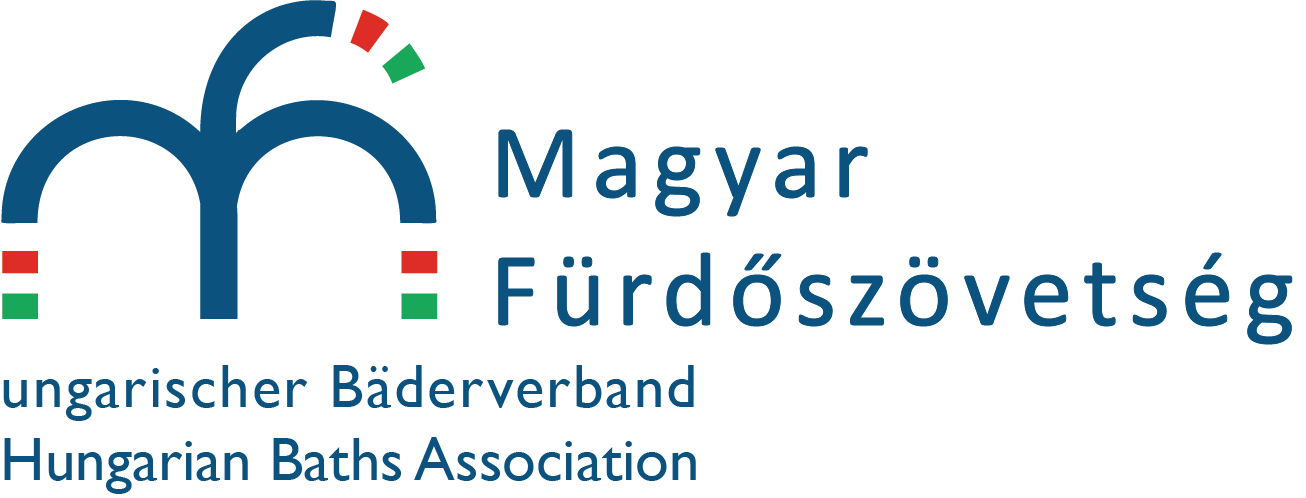 Magyar
Fürdőszövetség
ungarischer Bäderverband
Hungarian Baths Association